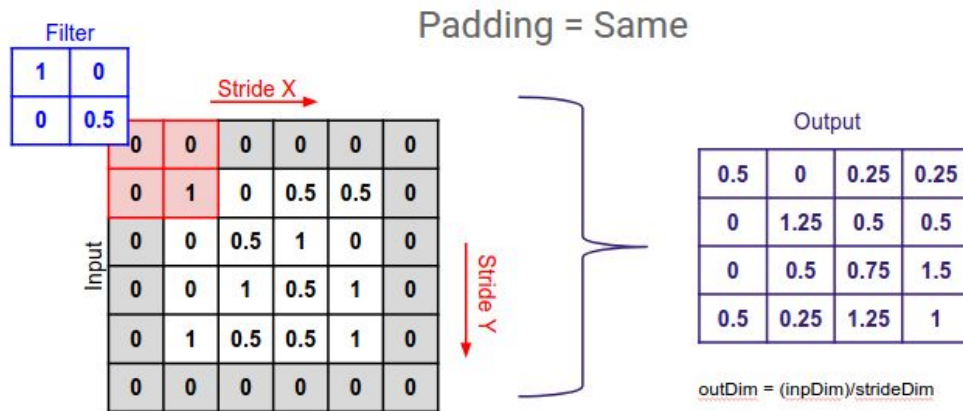 Padding = Same
Filter
1 0
0 0.5
Stride X
Input
0 0 0 0 0 0
0 1 0 0.5 0.5 0
0 0 0.5 1 0 0
0 0 1 0.5 1 0
0 1 0.5 0.5 1 0
0 0 0 0 0 0
Stride Y
Output
0.5 0 0.25 0.25
0 1.25 0.5 0.5
0 0.5 0.75 1.5
0.5 0.25 1.25 1
outDim = (inpDim)/strideDim